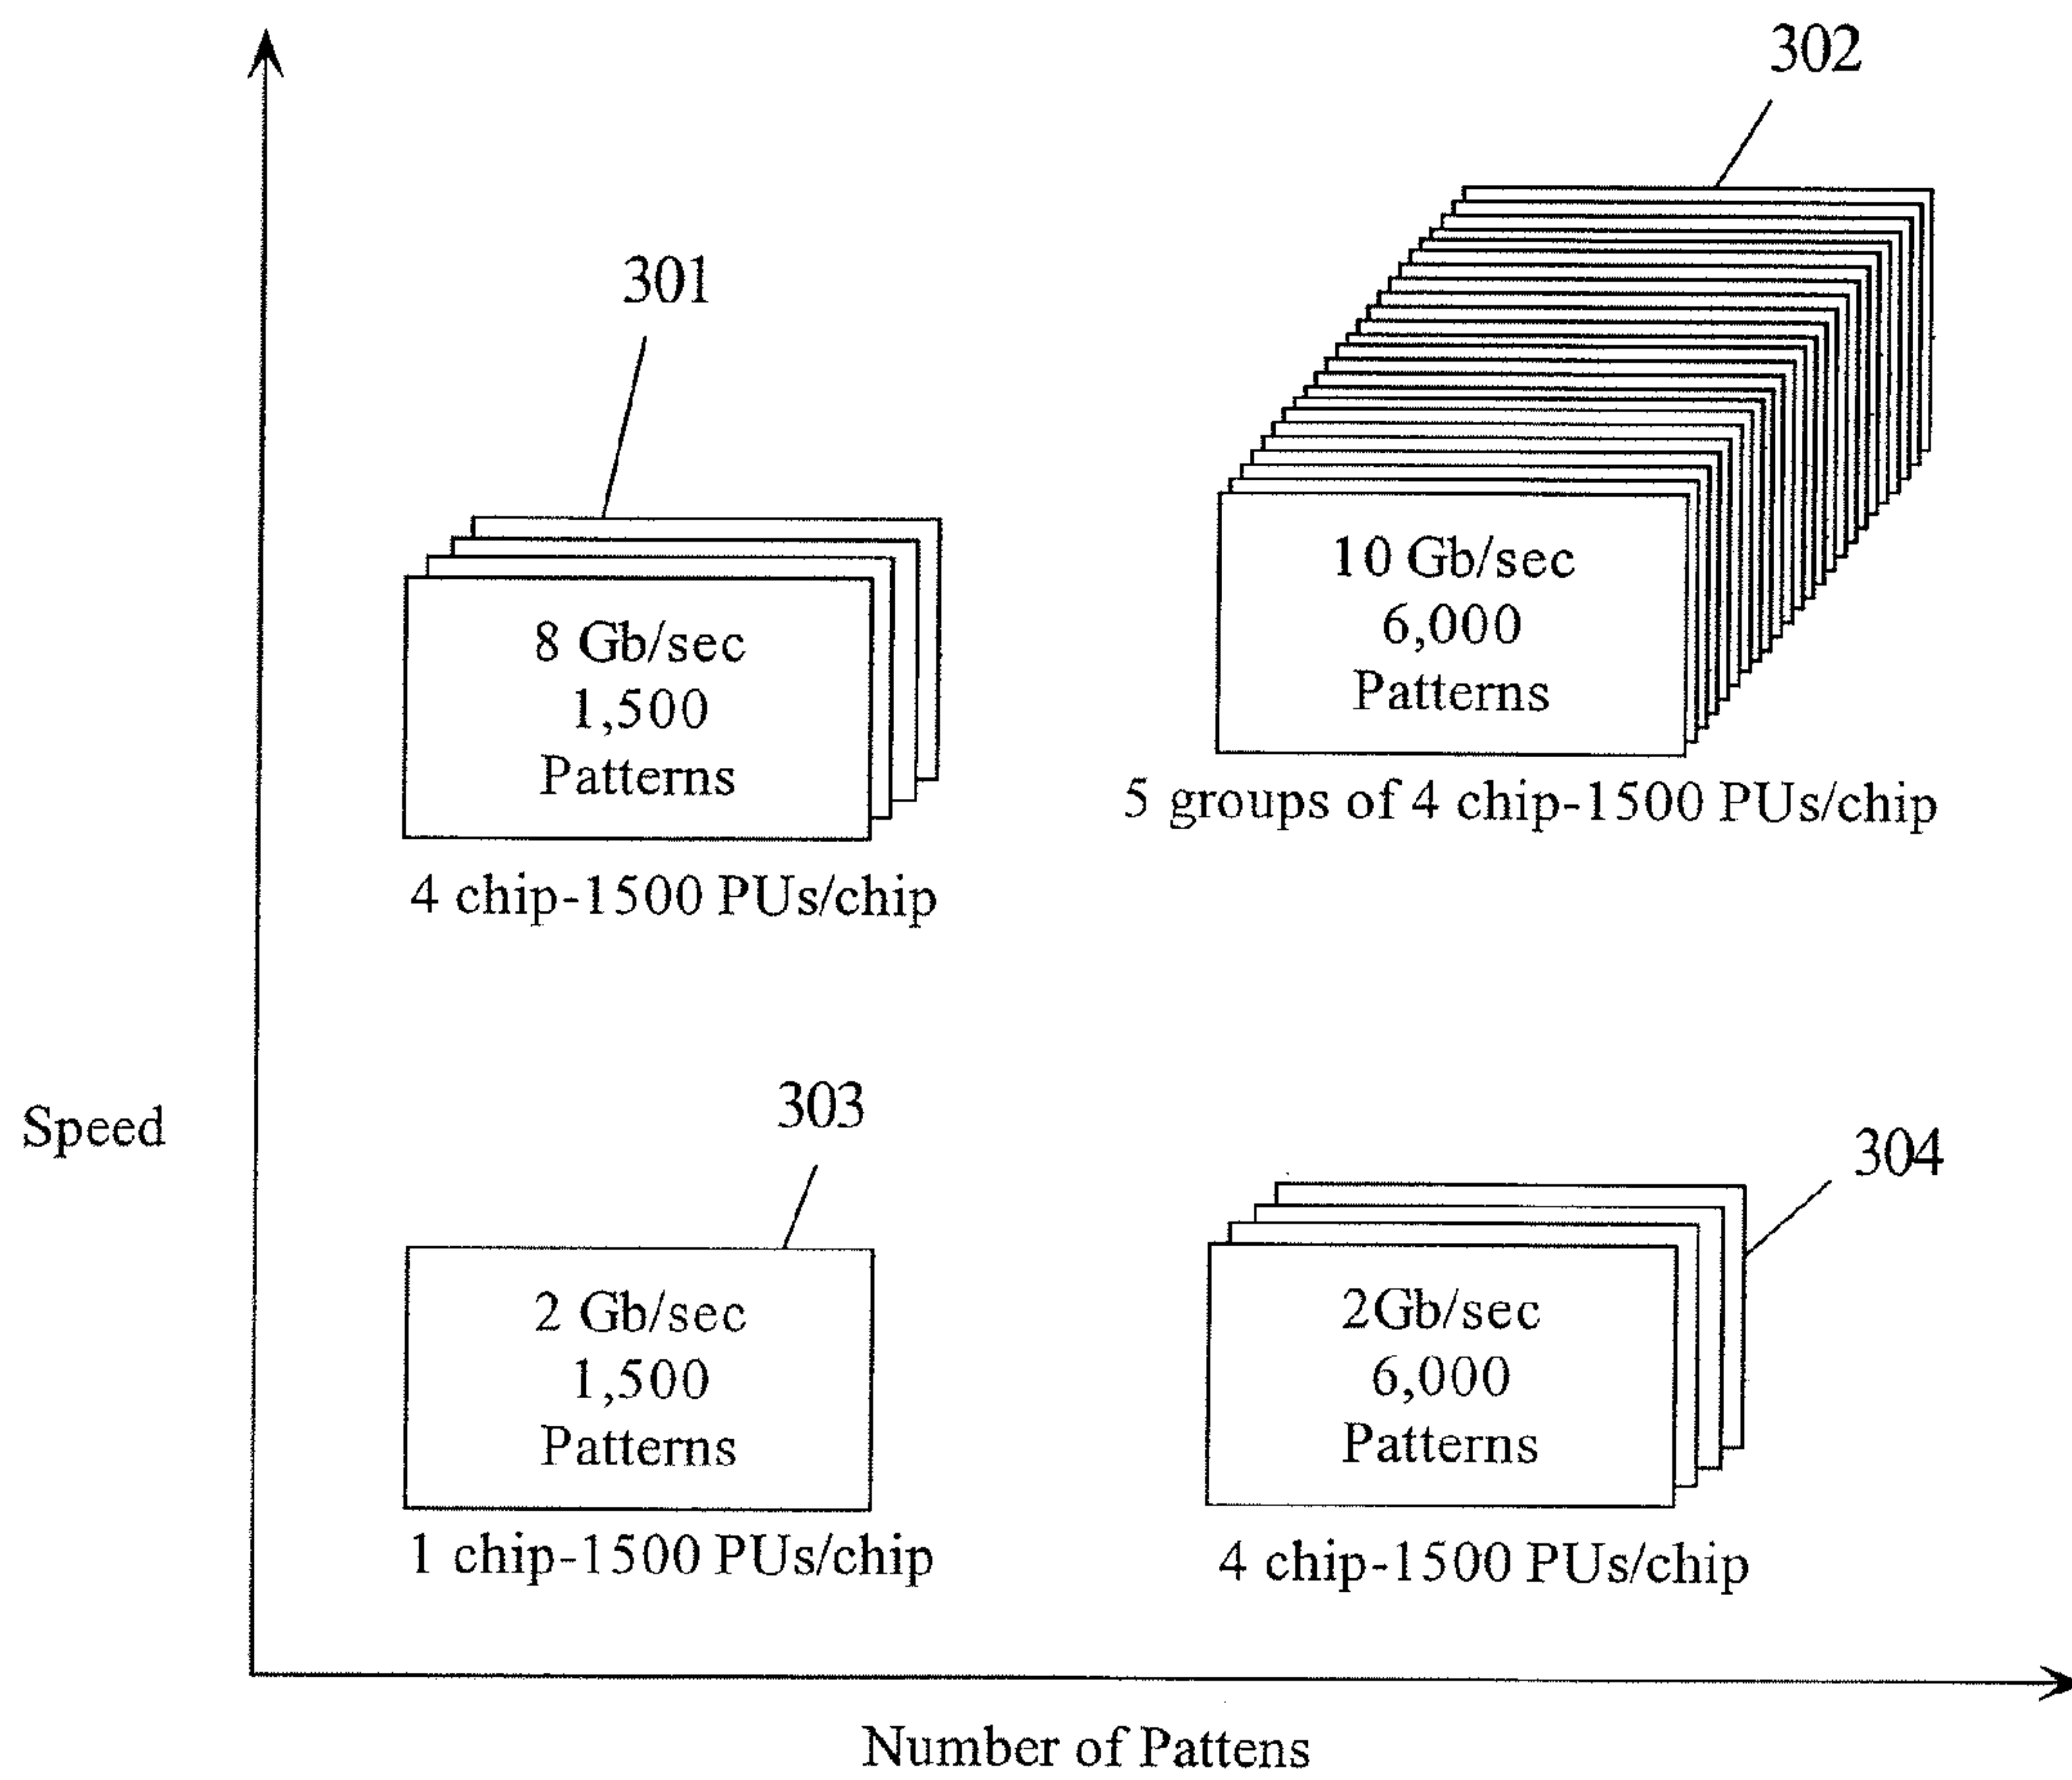 302
301
10 Gb/sec
6,000
Patterns
5 groups of 4 chip-1500 PUs/chip
8 Gb/sec
1,500
Patterns
4 chip-1500 PUs/chip
Speed
303
304
2 Gb/sec
1,500
Patterns
1 chip-1500 PUs/chip
2Gb/sec
6,000
Patterns
4 chip-1500 PUs/chip
Number of Pattens